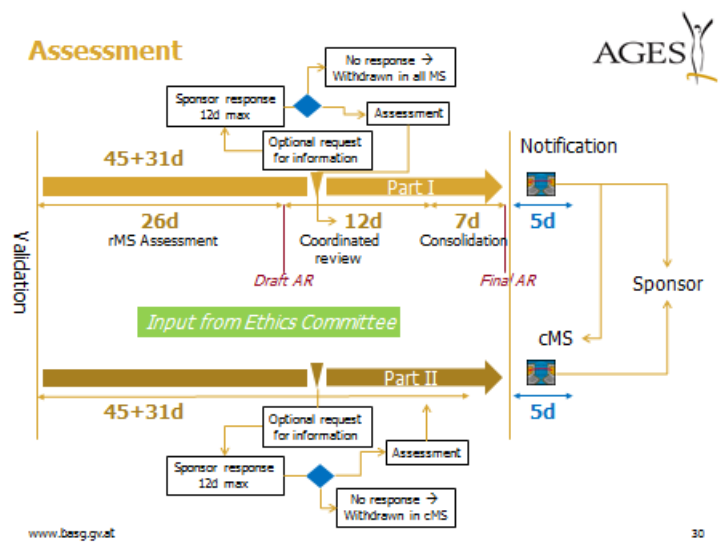 Assessment
AGES
No response →
Withdrawn in all MS
Sponsor response
12d max
Assessment
Optional request
for information
45+31d
Notification
Part I
26d
rMS Assessment
12d
Coordinated
review
7d
Consolidation
5d
Validation
Draft AR
Final AR
Sponsor
Input from Ethics Committee
cMS
Part II
45+31d
5d
Optional request
for information
Assessment
Sponsor response
12d max
No response →
Withdrawn in cMS
www.basg.gv.at
30